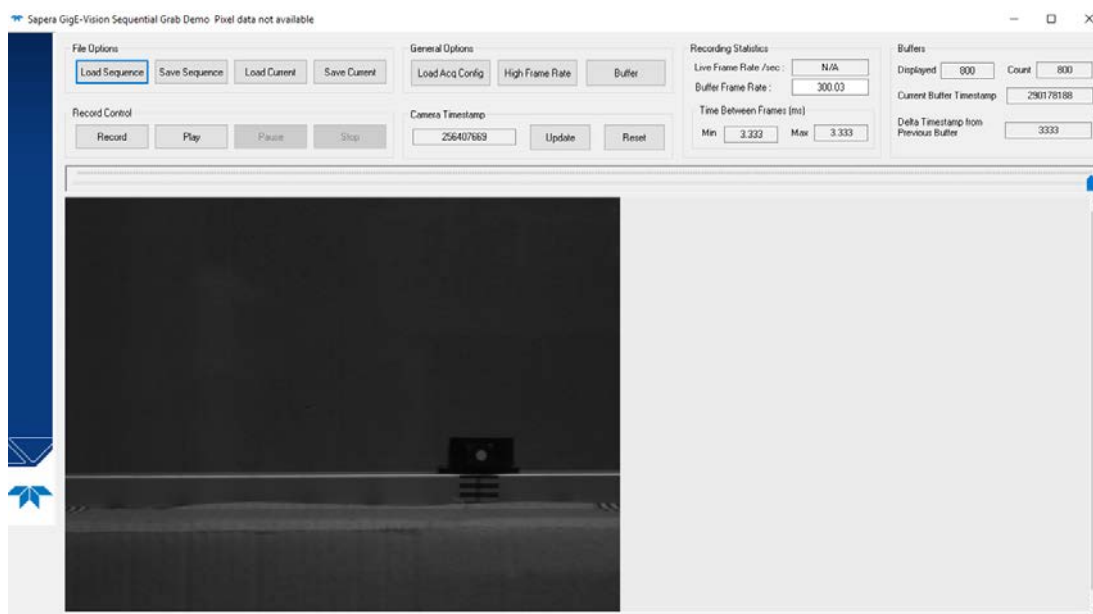 Sapera GigE-Vision Sequential Grab Demo Pixel data not available
File Options
Load Sequence Save Sequence Load Current Save Current
Record Control
Record Play Pause Stop
General Options
Load Acq Config High Frame Rate Buffer
Camera Timestamp
256407669 Update Reset
Recording Statistics
Live Frame Rate /sec : N/A
Buffer Frame Rate : 300.03
Time Between Frames (ms)
Min 3.333 Max 3.333
Buffers
Displayed 800 Count 800
Current Buffer Timestamp 290178188
Delta Timestamp from
Previous Buffer 3333